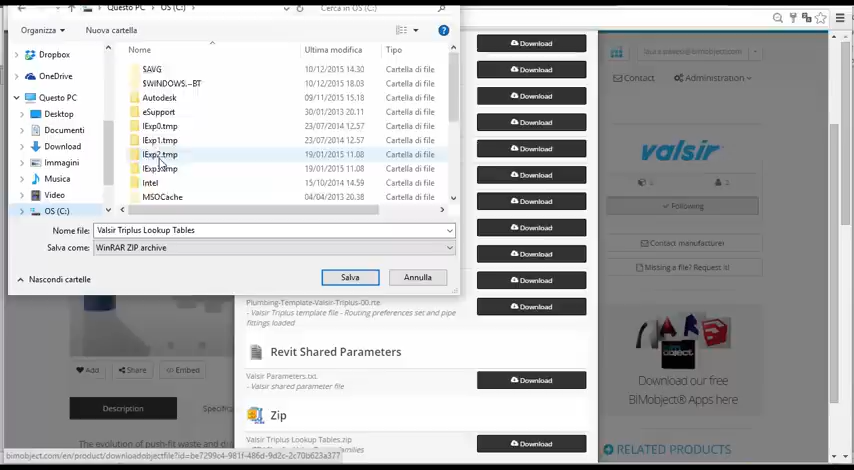 Questo PC > OS (C:) >
Cerca in OS (C:)
Organizza
Nuova cartella
Nome
Ultima modifica
Tipo
Dropbox
OneDrive
Questo PC
Desktop
Documenti
Download
Immagini
Musica
Video
OS (C:)
$AVG 10/12/2015 14.30 Cartella di file
$WINDOWS.~BT 10/12/2015 18.03 Cartella di file
Autodesk 09/11/2015 15.18 Cartella di file
eSupport 30/01/2013 20.11 Cartella di file
IExp0.tmp 23/07/2014 12.57 Cartella di file
IExp1.tmp 23/07/2014 12.57 Cartella di file
IExp2.tmp 19/01/2015 11.08 Cartella di file
IExp3.tmp 19/01/2015 11.08 Cartella di file
Intel 15/10/2014 14.59 Cartella di file
MSOCache 04/04/2013 20.38 Cartella di file
Nome file: Valsir Triplus Lookup Tables
Salva come: WinRAR ZIP archive
Nascondi cartelle
Salva
Annulla
Download
Download
Download
Download
Download
Download
Download
Download
Download
Download
Download
Plumbing-Template-Valsir-Triplus-00.rte
- Valsir Triplus template file - Routing preferences set and pipe
fittings loaded
Revit Shared Parameters
Valsir Parameters.txt
- Valsir shared parameter file
Download
Zip
Valsir Triplus Lookup Tables.zip
families
Download
Add
Share
Embed
Description
Specific
The evolution of push-fit waste and d
bimobject.com/en/product/downloadobjectfile?id=be7299c4-981f-486d-9d2c-2c70b623a377
Contact
Administration
valsir
0
1
Following
Contact manufacturer
Missing a file? Request it!
bimobject
Download our free
BIMobject® Apps here
RELATED PRODUCTS